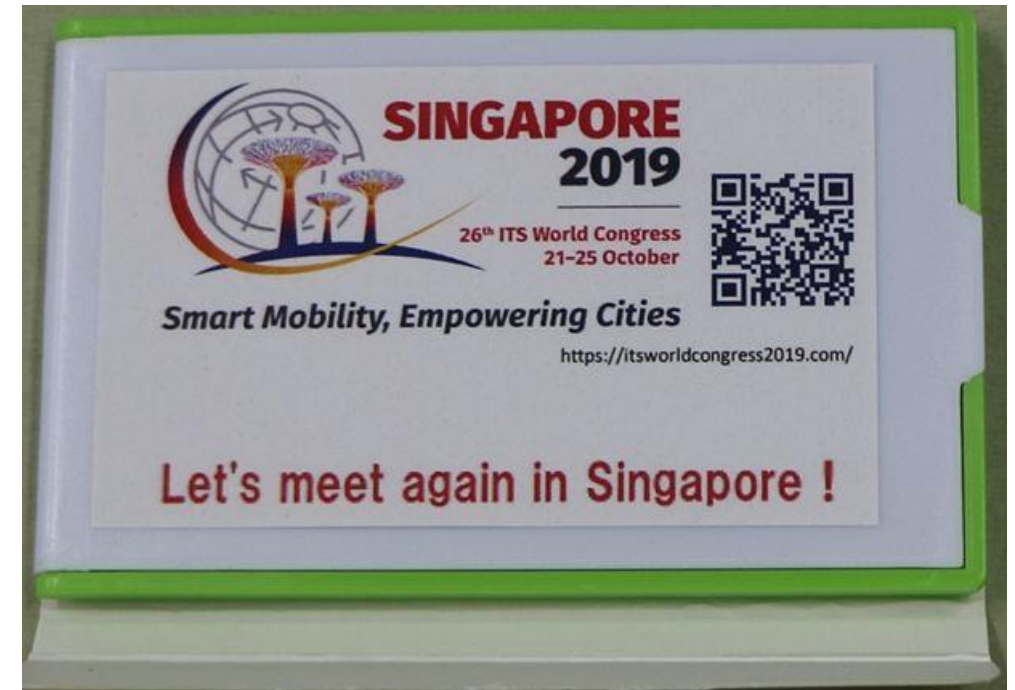 SINGAPORE
2019
26th ITS World Congress
21–25 October
Smart Mobility, Empowering Cities
https://itsworldcongress2019.com/
Let's meet again in Singapore !